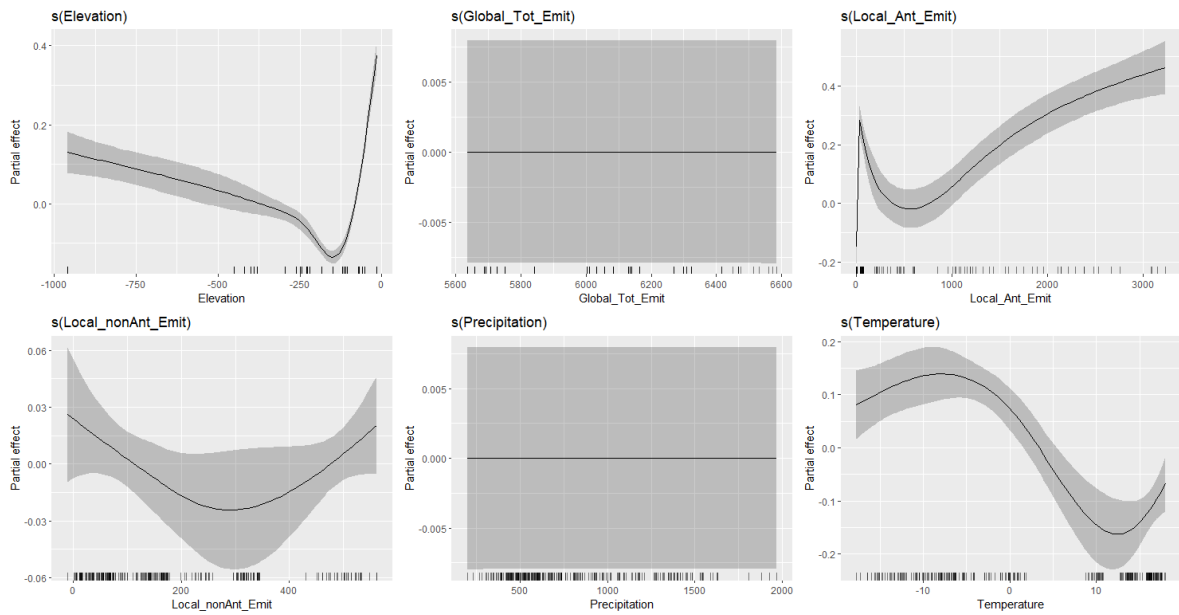 s(Elevation)
0.4
0.2
0.0
Partial effect
-1000
-750
-500
-250
0
Elevation
s(Global_Tot_Emit)
0.005
0.000
-0.005
Partial effect
5600
5800
6000
6200
6400
6600
Global_Tot_Emit
s(Local_Ant_Emit)
0.4
0.2
0.0
-0.2
Partial effect
0
1000
2000
3000
Local_Ant_Emit
s(Local_nonAnt_Emit)
0.06
0.03
0.00
-0.03
-0.06
Partial effect
0
200
400
Local_nonAnt_Emit
s(Precipitation)
0.005
0.000
-0.005
Partial effect
500
1000
1500
2000
Precipitation
s(Temperature)
0.2
0.1
0.0
-0.1
-0.2
Partial effect
-10
0
10
Temperature